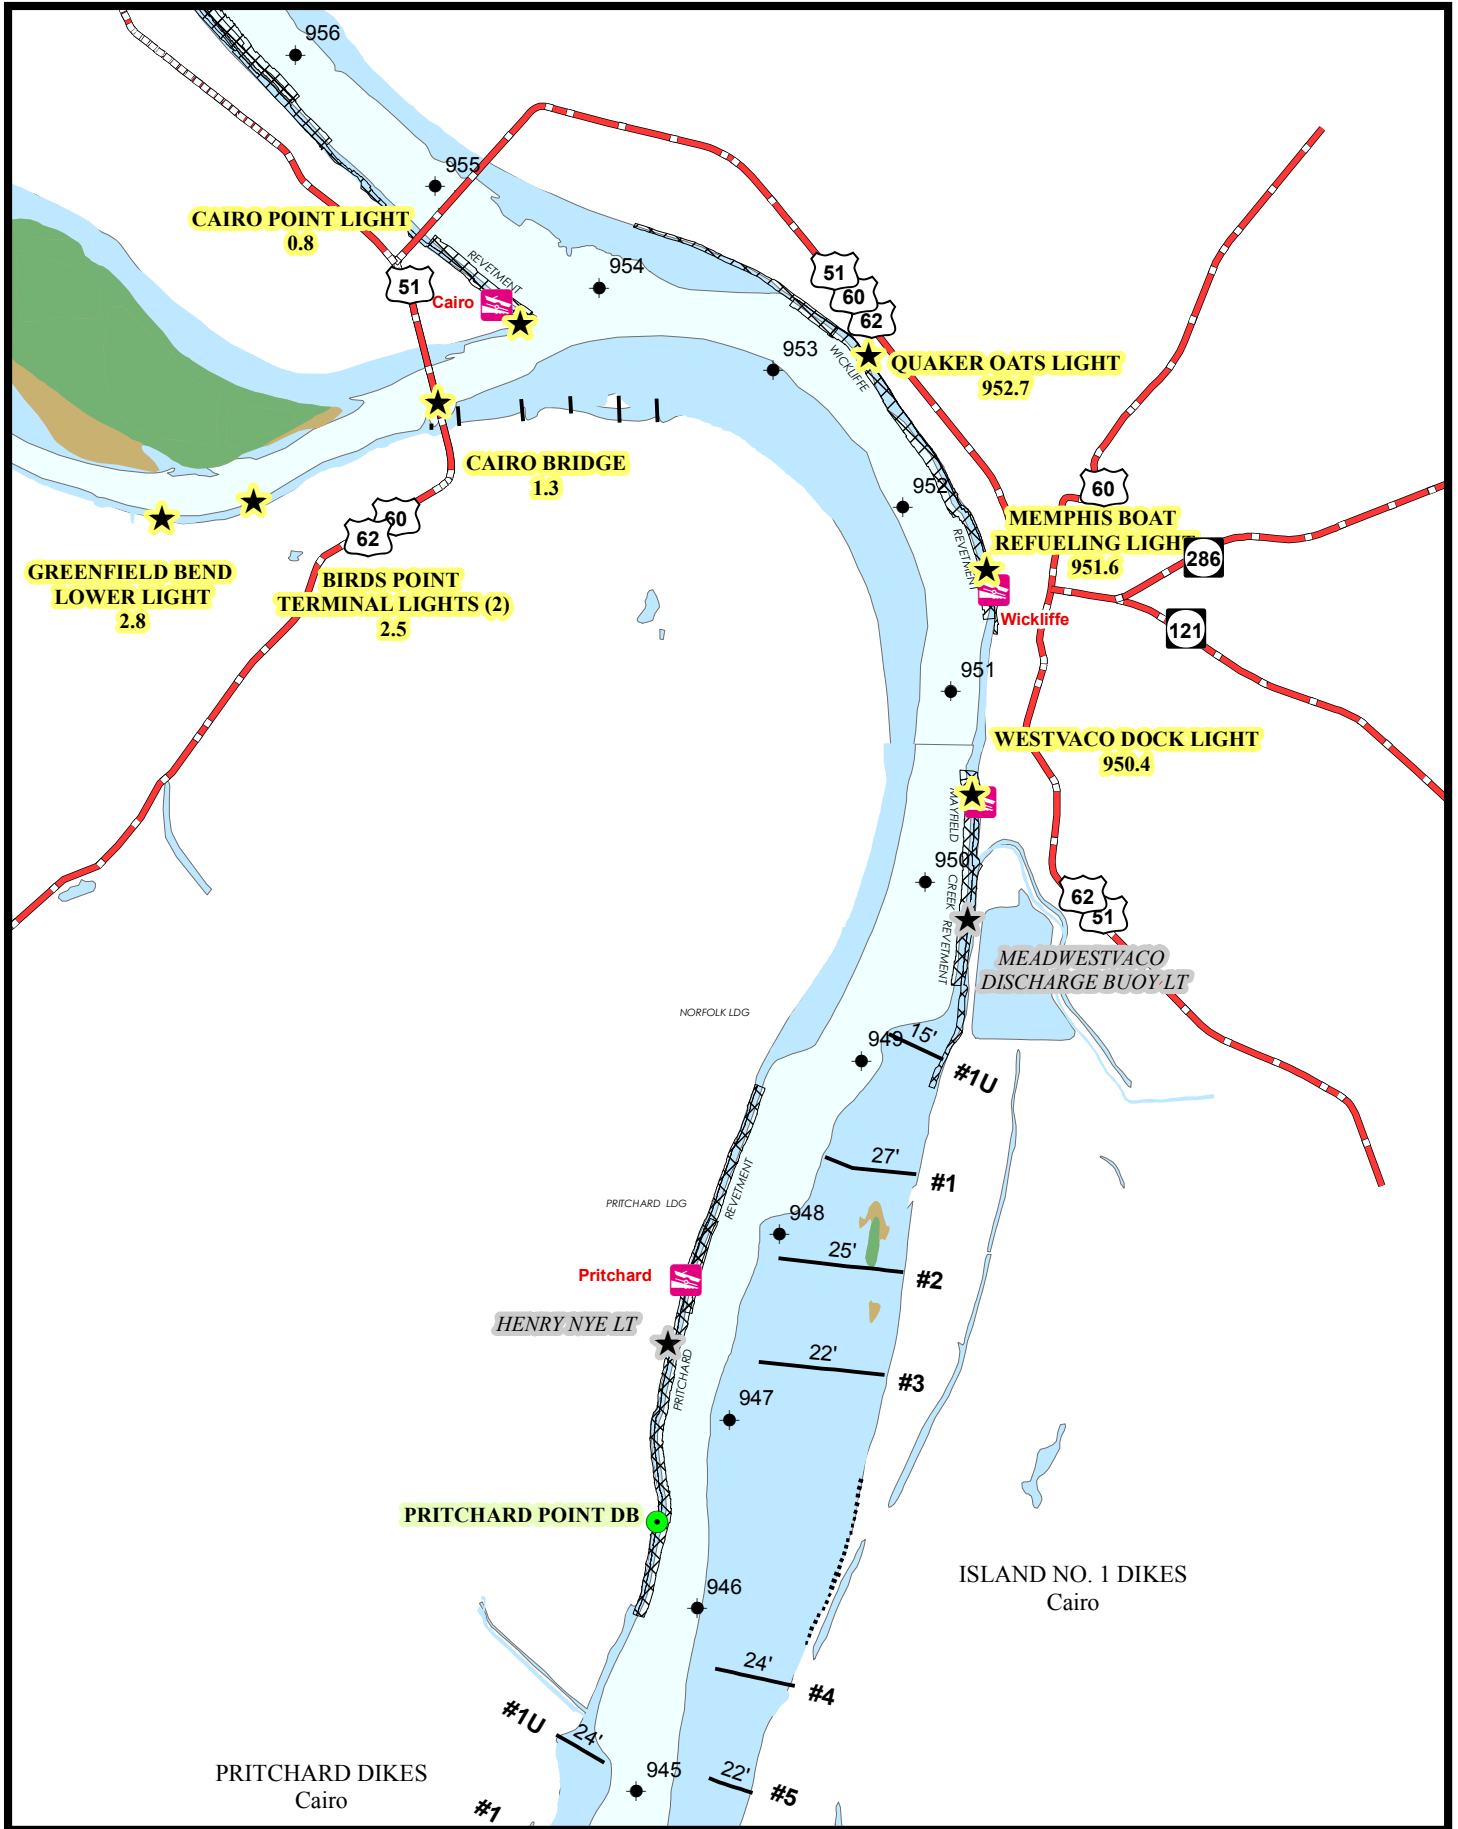 956
955
CAIRO POINT LIGHT
0.8
REVETMENT
954
51
Cairo
51
60
62
953
WICKLIFFE
QUAKER OATS LIGHT
952.7
CAIRO BRIDGE
1.3
952
60
60
62
MEMPHIS BOAT
REFUELING LIGHT
951.6
REVETMENT
286
GREENFIELD BEND
LOWER LIGHT
2.8
BIRDS POINT
TERMINAL LIGHTS (2)
2.5
Wickliffe
121
951
WESTVACO DOCK LIGHT
950.4
MAYFIELD CREEK REVETMENT
950
62
51
MEADWESTVACO
DISCHARGE BUOY LT
NORFOLK LDG
949
15'
#1U
27'
#1
REVETMENT
PRITCHARD LDG
948
25'
#2
Pritchard
HENRY NYE LT
22'
#3
PRITCHARD
947
PRITCHARD POINT DB
946
ISLAND NO. 1 DIKES
Cairo
24'
#4
#1U
24'
945
22'
#5
PRITCHARD DIKES
Cairo
#1